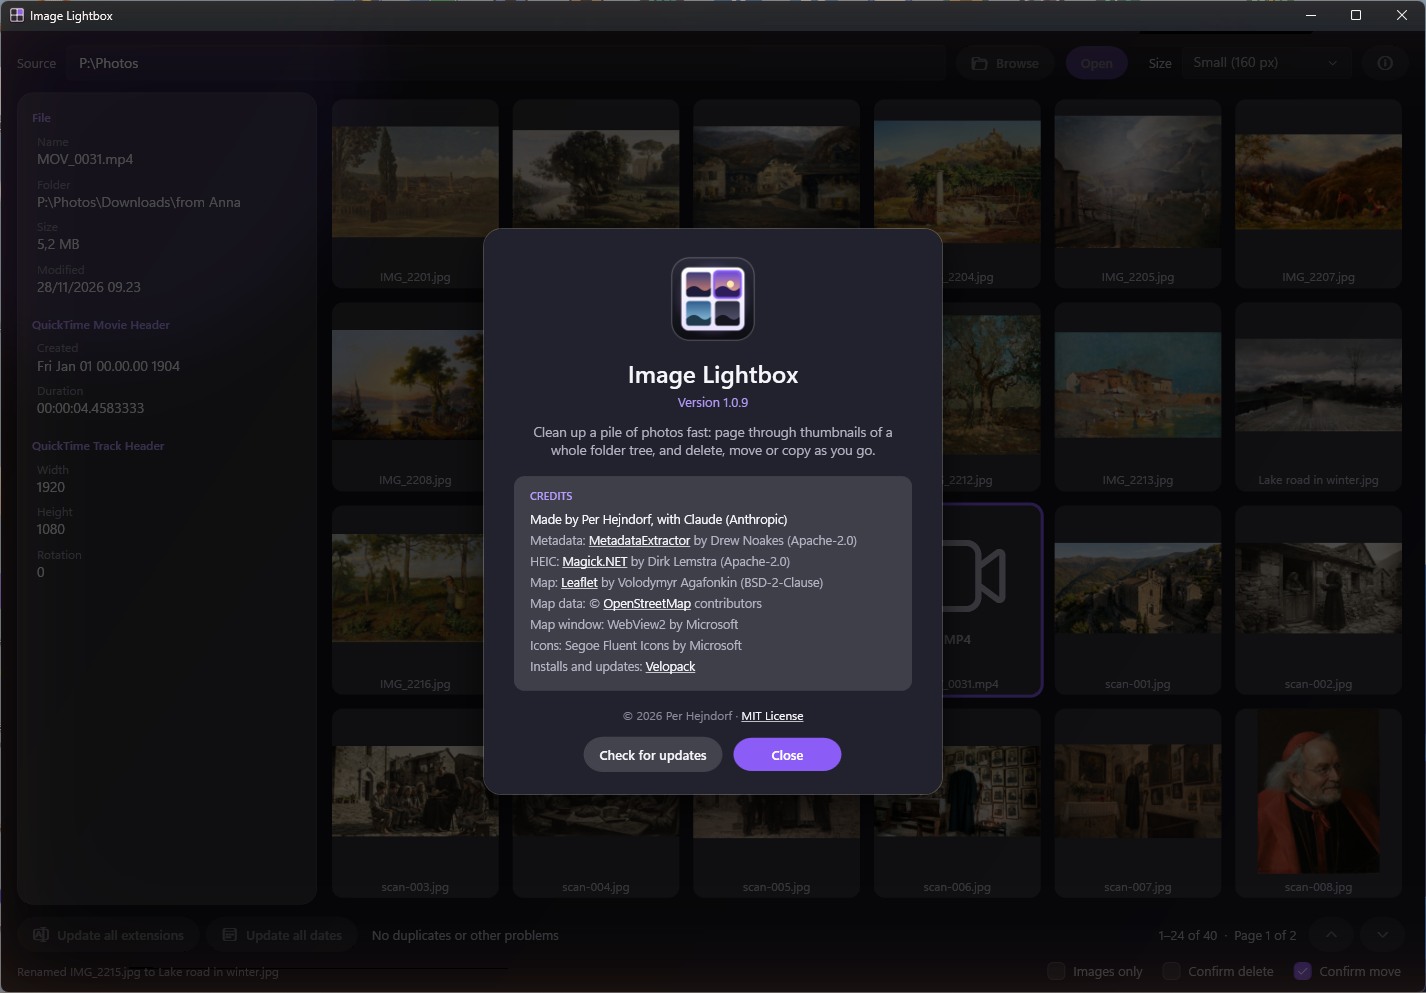 Image Lightbox
Source
P:\Photos
Browse
Open
Size
Small (160 px)
File
Name
MOV_0031.mp4
Folder
P:\Photos\Downloads\from Anna
Size
5,2 MB
Modified
28/11/2026 09.23
QuickTime Movie Header
Created
Fri Jan 01 00.00.00 1904
Duration
00:00:04.4583333
QuickTime Track Header
Width
1920
Height
1080
Rotation
0
IMG_2201.jpg
_2204.jpg
IMG_2205.jpg
IMG_2207.jpg
IMG_2208.jpg
_2212.jpg
IMG_2213.jpg
Lake road in winter.jpg
IMG_2216.jpg
MP4
_0031.mp4
scan-001.jpg
scan-002.jpg
scan-003.jpg
scan-004.jpg
scan-005.jpg
scan-006.jpg
scan-007.jpg
scan-008.jpg
Image Lightbox
Version 1.0.9
Clean up a pile of photos fast: page through thumbnails of a
whole folder tree, and delete, move or copy as you go.
CREDITS
Made by Per Hejndorf, with Claude (Anthropic)
Metadata: MetadataExtractor by Drew Noakes (Apache-2.0)
HEIC: Magick.NET by Dirk Lemstra (Apache-2.0)
Map: Leaflet by Volodymyr Agafonkin (BSD-2-Clause)
Map data: © OpenStreetMap contributors
Map window: WebView2 by Microsoft
Icons: Segoe Fluent Icons by Microsoft
Installs and updates: Velopack
© 2026 Per Hejndorf · MIT License
Check for updates
Close
Update all extensions
Update all dates
No duplicates or other problems
1–24 of 40 · Page 1 of 2
Renamed IMG_2215.jpg to Lake road in winter.jpg
Images only
Confirm delete
Confirm move